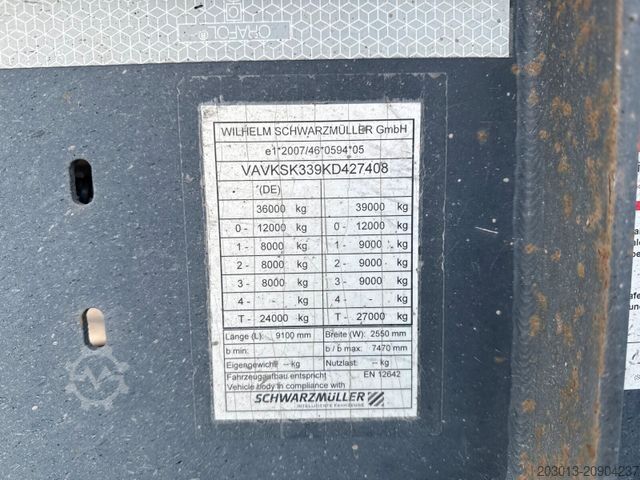 ORAFOL
WILHELM SCHWARZMÜLLER GmbH
e1*2007/46*0594*05
VAVKSK339KD427408
(DE)
36000 kg 39000 kg
0 - 12000 kg 0 - 12000 kg
1 - 8000 kg 1 - 9000 kg
2 - 8000 kg 2 - 9000 kg
3 - 8000 kg 3 - 9000 kg
4 - - kg 4 - - kg
T - 24000 kg T - 27000 kg
Länge (L): 9100 mm Breite (W): 2550 mm
b min: b / b max: 7470 mm
Eigengewicht -- kg Nutzlast: -- kg
Fahrzeugaufbau entspricht EN 12642
Vehicle body in compliance with
SCHWARZMÜLLER
INTELLIGENTE FAHRZEUGE
203013-20904237